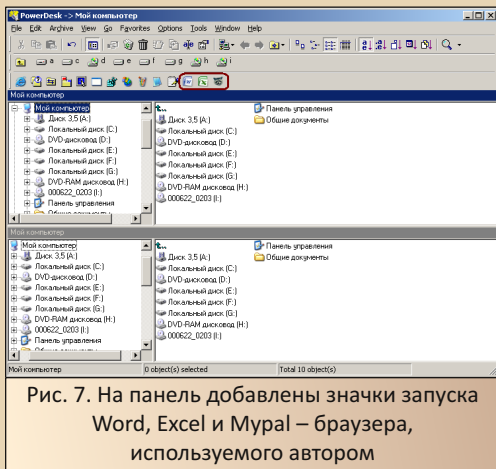 PowerDesk -> Мой компьютер
File Edit Archive View Go Favorites Options Tools Window Help
a c d e f g h i
Мой компьютер
Мой компьютер
Диск 3,5 (A:)
Локальный диск (C:)
DVD-дисковод (D:)
Локальный диск (E:)
Локальный диск (F:)
Локальный диск (G:)
DVD-RAM дисковод (H:)
000622_0203 (I:)
Панель управления
Общие документы
Диск 3,5 (A:)
Локальный диск (C:)
DVD-дисковод (D:)
Локальный диск (E:)
Локальный диск (F:)
Локальный диск (G:)
DVD-RAM дисковод (H:)
000622_0203 (I:)
Панель управления
Общие документы
Мой компьютер
Мой компьютер
Диск 3,5 (A:)
Локальный диск (C:)
DVD-дисковод (D:)
Локальный диск (E:)
Локальный диск (F:)
Локальный диск (G:)
DVD-RAM дисковод (H:)
000622_0203 (I:)
Панель управления
Диск 3,5 (A:)
Локальный диск (C:)
DVD-дисковод (D:)
Локальный диск (E:)
Локальный диск (F:)
Локальный диск (G:)
DVD-RAM дисковод (H:)
000622_0203 (I:)
Панель управления
Общие документы
Мой компьютер 0 object(s) selected Total 10 object(s)
Рис. 7. На панель добавлены значки запуска
Word, Excel и Mypal – браузера,
используемого автором